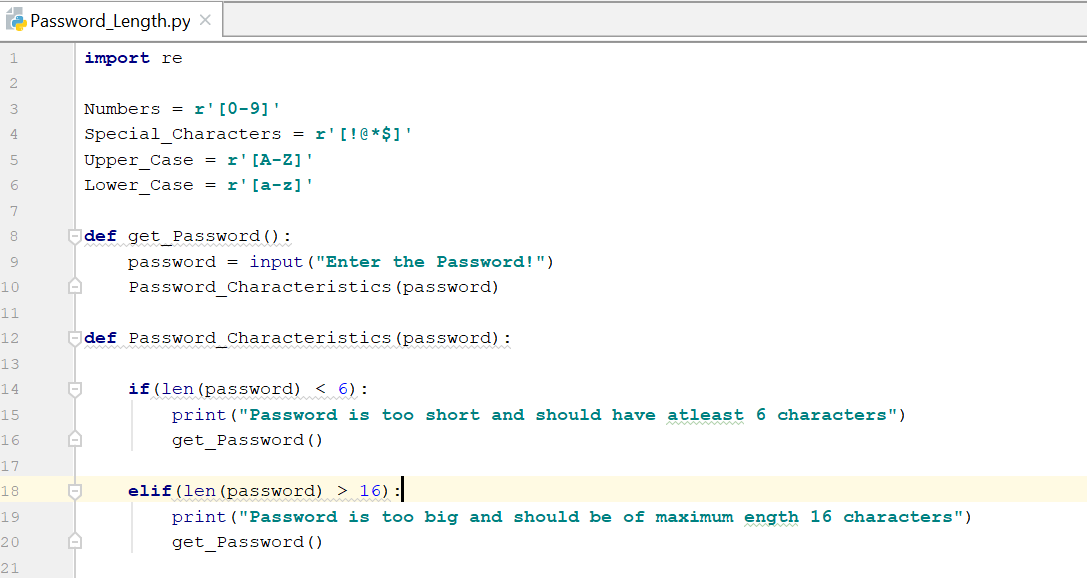 Password_Length.py
1 import re
2
3 Numbers = r'[0-9]'
4 Special_Characters = r'[!@*$]'
5 Upper_Case = r'[A-Z]'
6 Lower_Case = r'[a-z]'
7
8 def get_Password():
9     password = input("Enter the Password!")
10     Password_Characteristics(password)
11
12 def Password_Characteristics(password):
13
14     if(len(password) < 6):
15         print("Password is too short and should have atleast 6 characters")
16         get_Password()
17
18     elif(len(password) > 16):
19         print("Password is too big and should be of maximum ength 16 characters")
20         get_Password()
21